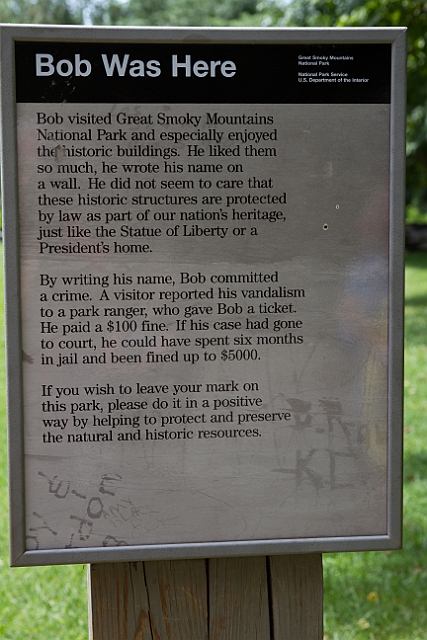 Bob Was Here
Great Smoky Mountains
National Park
National Park Service
U.S. Department of the Interior
Bob visited Great Smoky Mountains
National Park and especially enjoyed
the historic buildings. He liked them
so much, he wrote his name on
a wall. He did not seem to care that
these historic structures are protected
by law as part of our nation's heritage,
just like the Statue of Liberty or a
President's home.
By writing his name, Bob committed
a crime. A visitor reported his vandalism
to a park ranger, who gave Bob a ticket.
He paid a $100 fine. If his case had gone
to court, he could have spent six months
in jail and been fined up to $5000.
If you wish to leave your mark on
this park, please do it in a positive
way by helping to protect and preserve
the natural and historic resources.